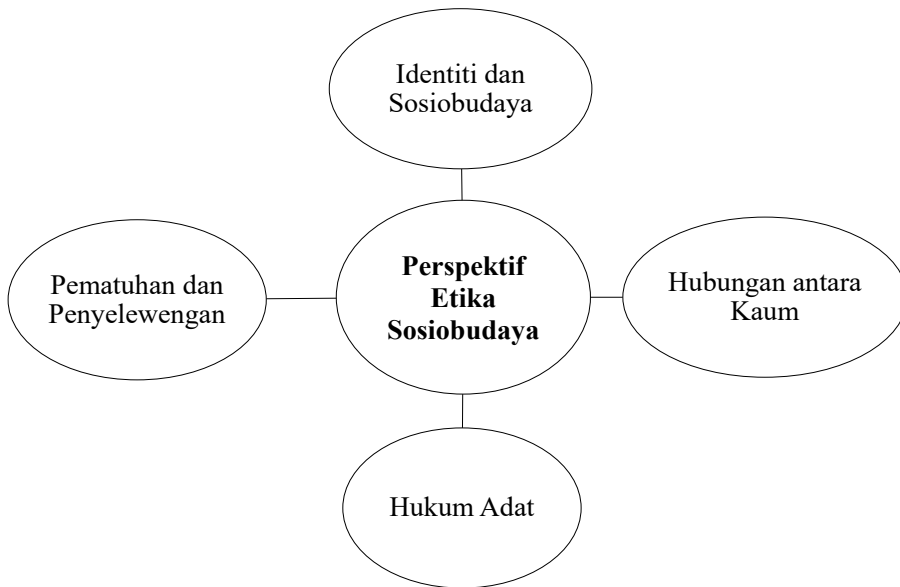 Identiti dan
Sosiobudaya
Pematuhan dan
Penyelewengan
Perspektif
Etika
Sosiobudaya
Hubungan antara
Kaum
Hukum Adat